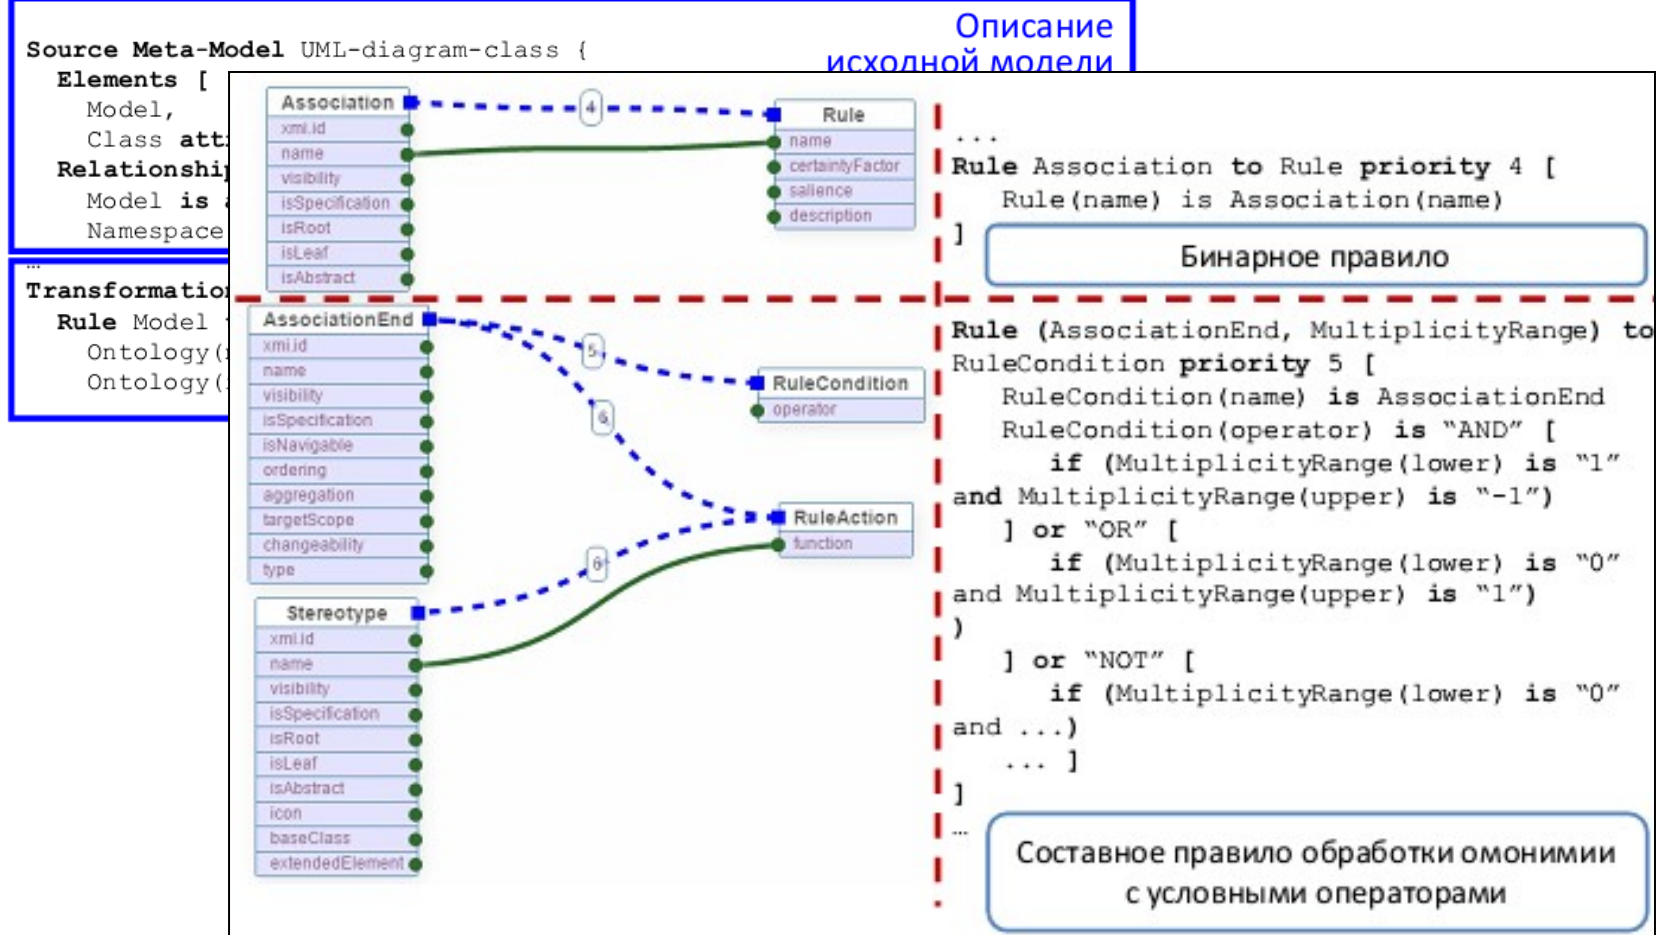 Описание
исходной модели
Source Meta-Model UML-diagram-class {
Elements [
Model,
Class
Relationship
Model is
Namespace
…
Transformation
Rule Model
Ontology(
Ontology(
Association
xmi.id
name
visibility
isSpecification
isRoot
isLeaf
isAbstract
4
Rule
name
certaintyFactor
salience
description
...
Rule Association to Rule priority 4 [
Rule(name) is Association(name)
]
Бинарное правило
AssociationEnd
xmi.id
name
visibility
isSpecification
isNavigable
ordering
aggregation
targetScope
changeability
type
5
6
RuleCondition
operator
RuleAction
function
6
Stereotype
xmi.id
name
visibility
isSpecification
isRoot
isLeaf
isAbstract
icon
baseClass
extendedElement
Rule (AssociationEnd, MultiplicityRange) to
RuleCondition priority 5 [
RuleCondition(name) is AssociationEnd
RuleCondition(operator) is “AND” [
if (MultiplicityRange(lower) is “1”
and MultiplicityRange(upper) is “-1”)
] or “OR” [
if (MultiplicityRange(lower) is “0”
and MultiplicityRange(upper) is “1”)
)
] or “NOT” [
if (MultiplicityRange(lower) is “0”
and ...)
... ]
]
…
Составное правило обработки омонимии
с условными операторами